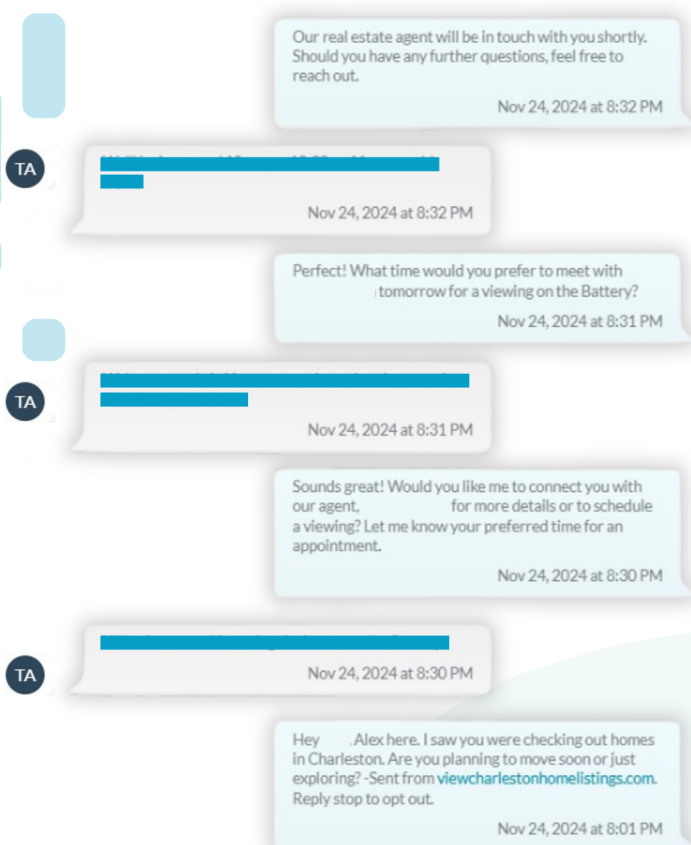 Our real estate agent will be in touch with you shortly.
Should you have any further questions, feel free to
reach out.
Nov 24, 2024 at 8:32 PM
TA
Nov 24, 2024 at 8:32 PM
Perfect! What time would you prefer to meet with
tomorrow for a viewing on the Battery?
Nov 24, 2024 at 8:31 PM
TA
Nov 24, 2024 at 8:31 PM
Sounds great! Would you like me to connect you with
our agent, for more details or to schedule
a viewing? Let me know your preferred time for an
appointment.
Nov 24, 2024 at 8:30 PM
TA
Nov 24, 2024 at 8:30 PM
Hey Alex here. I saw you were checking out homes
in Charleston. Are you planning to move soon or just
exploring? -Sent from viewcharlestonhomelistings.com.
Reply stop to opt out.
Nov 24, 2024 at 8:01 PM